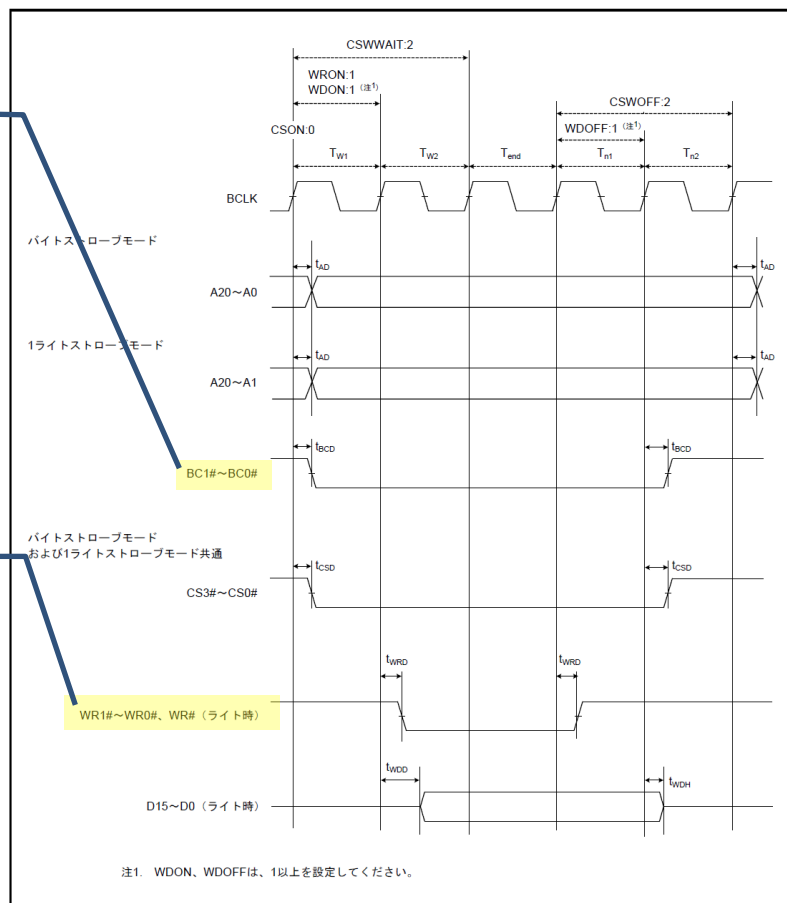 CSWWAIT:2
WRON:1
WDON:1 (注1)
CSWOFF:2
WDOFF:1 (注1)
CSON:0
TW1
TW2
Tend
Tn1
Tn2
BCLK
バイトストローブモード
tAD
tAD
A20～A0
1ライトストローブモード
tAD
tAD
A20～A1
tBCD
tBCD
BC1#～BC0#
バイトストローブモード
および1ライトストローブモード共通
tCSD
tCSD
CS3#～CS0#
tWRD
tWRD
WR1#～WR0#、WR#（ライト時）
tWDD
tWDH
D15～D0（ライト時）
注1. WDON、WDOFFは、1以上を設定してください。